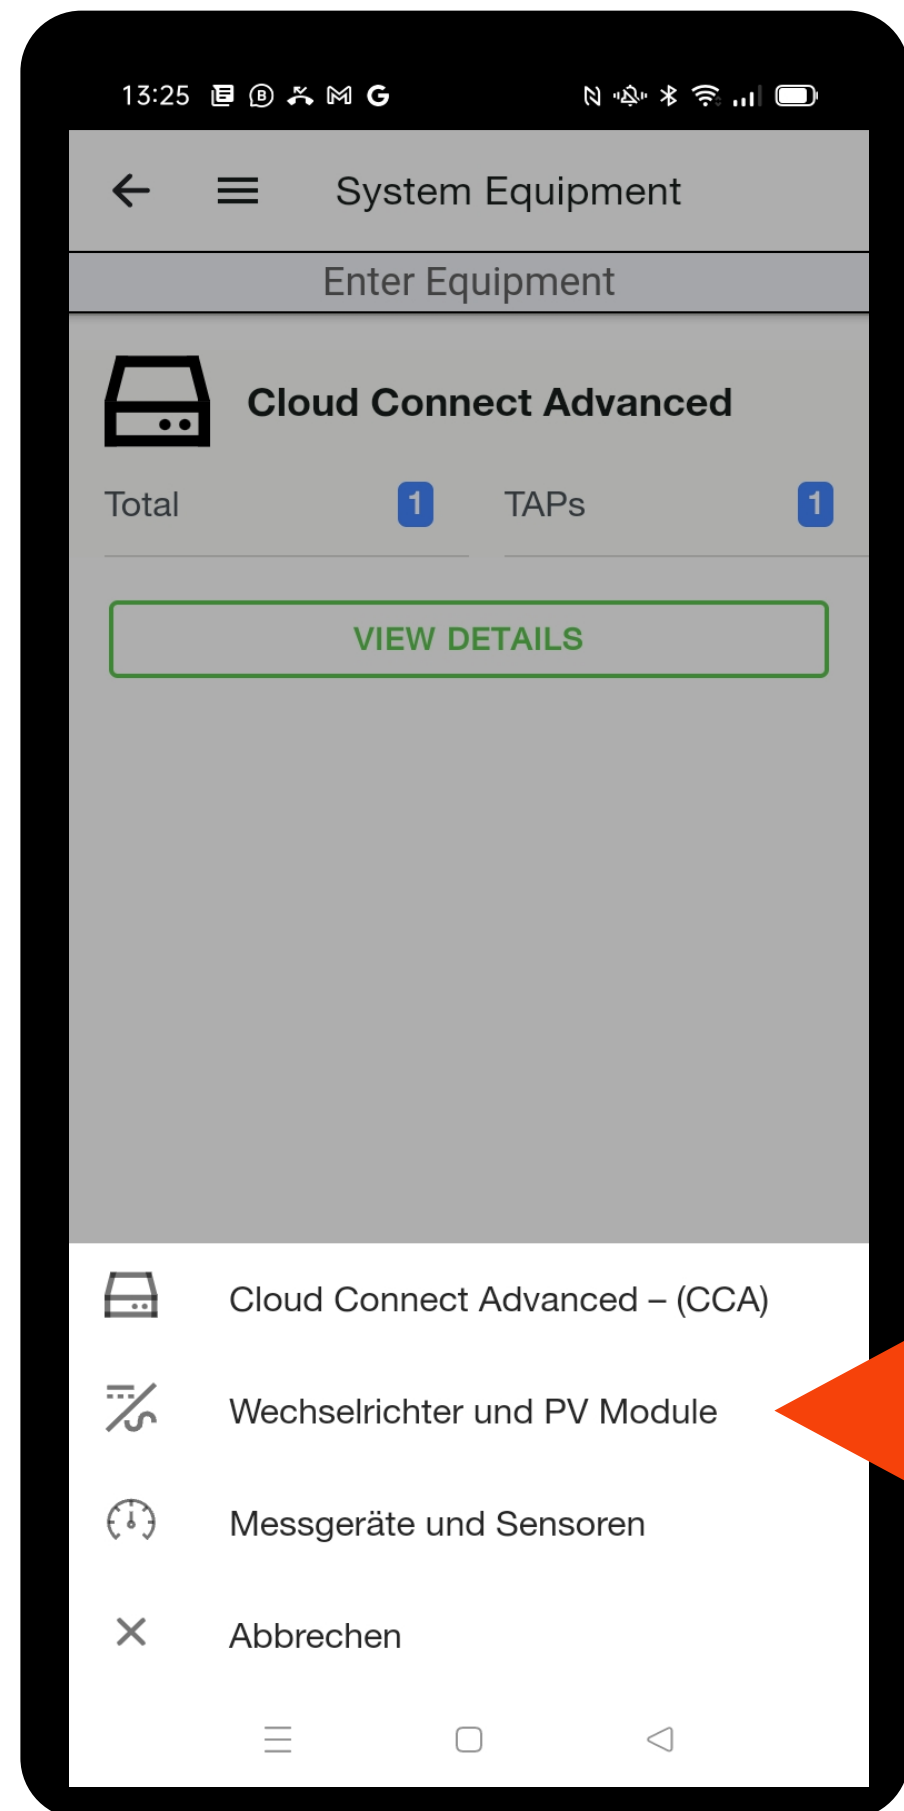 13:25
System Equipment
Enter Equipment
Cloud Connect Advanced
Total 1 TAPs 1
VIEW DETAILS
Cloud Connect Advanced – (CCA)
Wechselrichter und PV Module
Messgeräte und Sensoren
Abbrechen